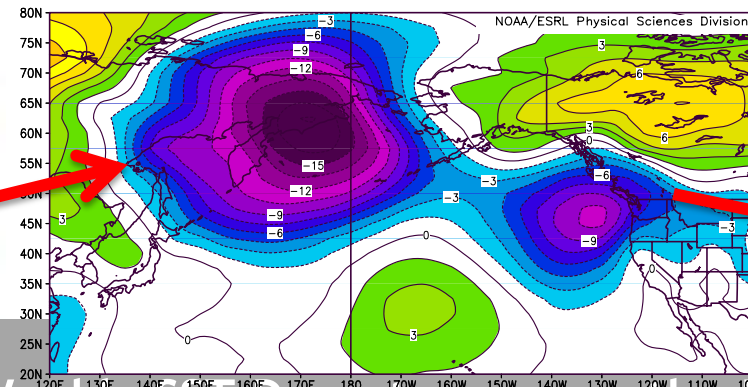 80N
NOAA/ESRL Physical Sciences Division
-3
-6
3
75N
-9
70N
-12
6
65N
60N
3
0
6
55N
-15
-3
-6
50N
-12
-3
3
-9
-3
45N
-6
0
-9
40N
35N
0
30N
3
25N
0
20N
120E 130E 140E 150E 160E 170E 180 170W 160W 150W 140W 130W 120W 110W